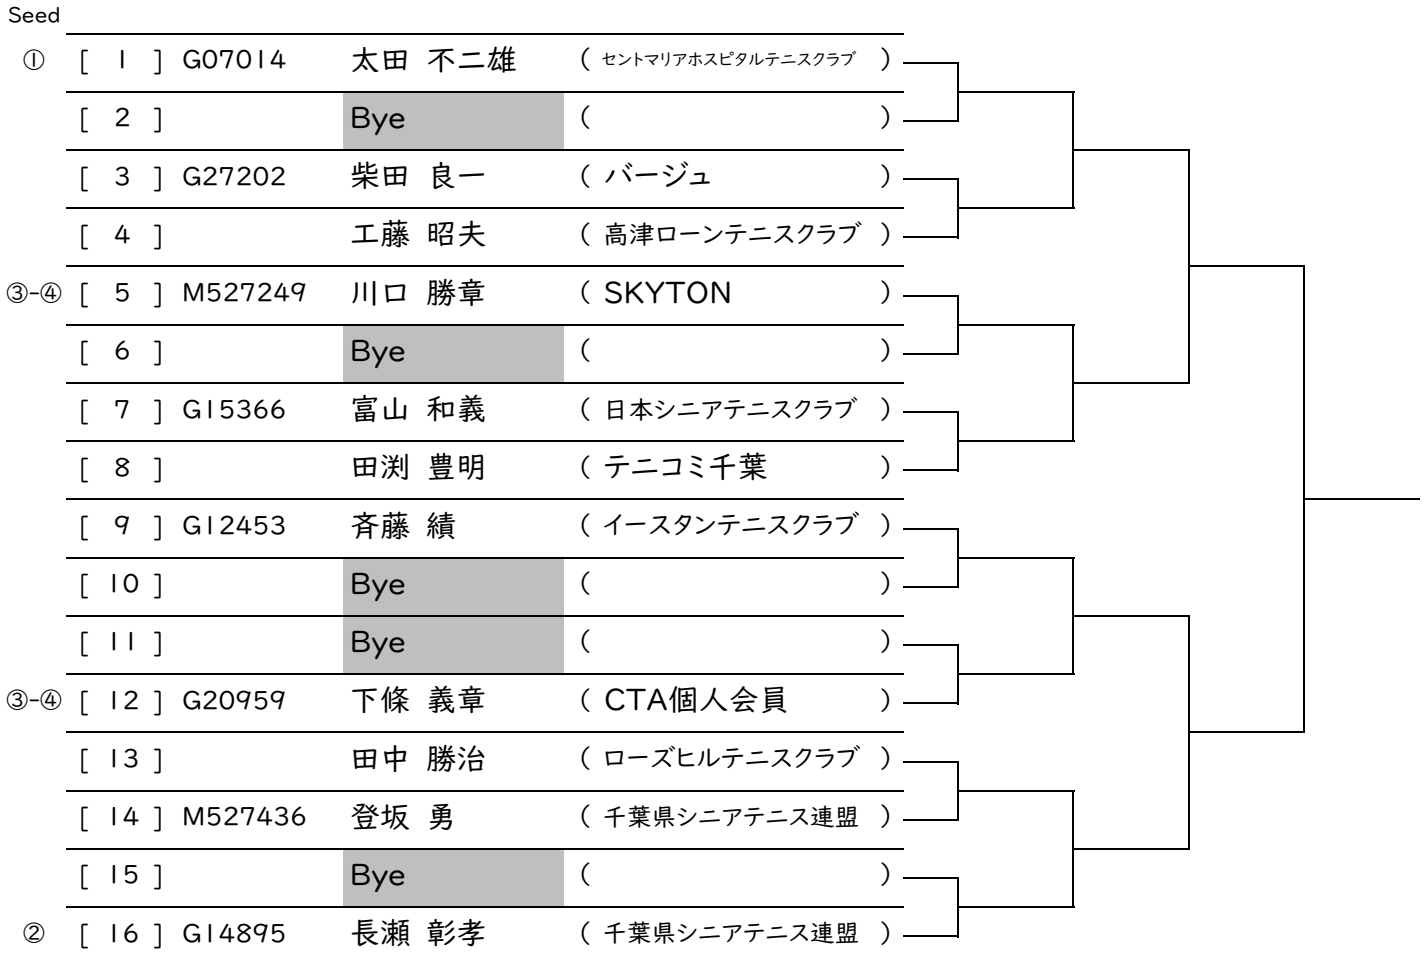 Seed
① [ 1 ] G07014 太田 不二雄 ( セントマリアホスピタルテニスクラブ )
[ 2 ] Bye ( )
[ 3 ] G27202 柴田 良一 ( バージュ )
[ 4 ] 工藤 昭夫 ( 高津ローンテニスクラブ )
③-④ [ 5 ] M527249 川口 勝章 ( SKYTON )
[ 6 ] Bye ( )
[ 7 ] G15366 富山 和義 ( 日本シニアテニスクラブ )
[ 8 ] 田渕 豊明 ( テニコミ千葉 )
[ 9 ] G12453 斉藤 績 ( イースタンテニスクラブ )
[ 10 ] Bye ( )
[ 11 ] Bye ( )
③-④ [ 12 ] G20959 下條 義章 ( CTA個人会員 )
[ 13 ] 田中 勝治 ( ローズヒルテニスクラブ )
[ 14 ] M527436 登坂 勇 ( 千葉県シニアテニス連盟 )
[ 15 ] Bye ( )
② [ 16 ] G14895 長瀬 彰孝 ( 千葉県シニアテニス連盟 )